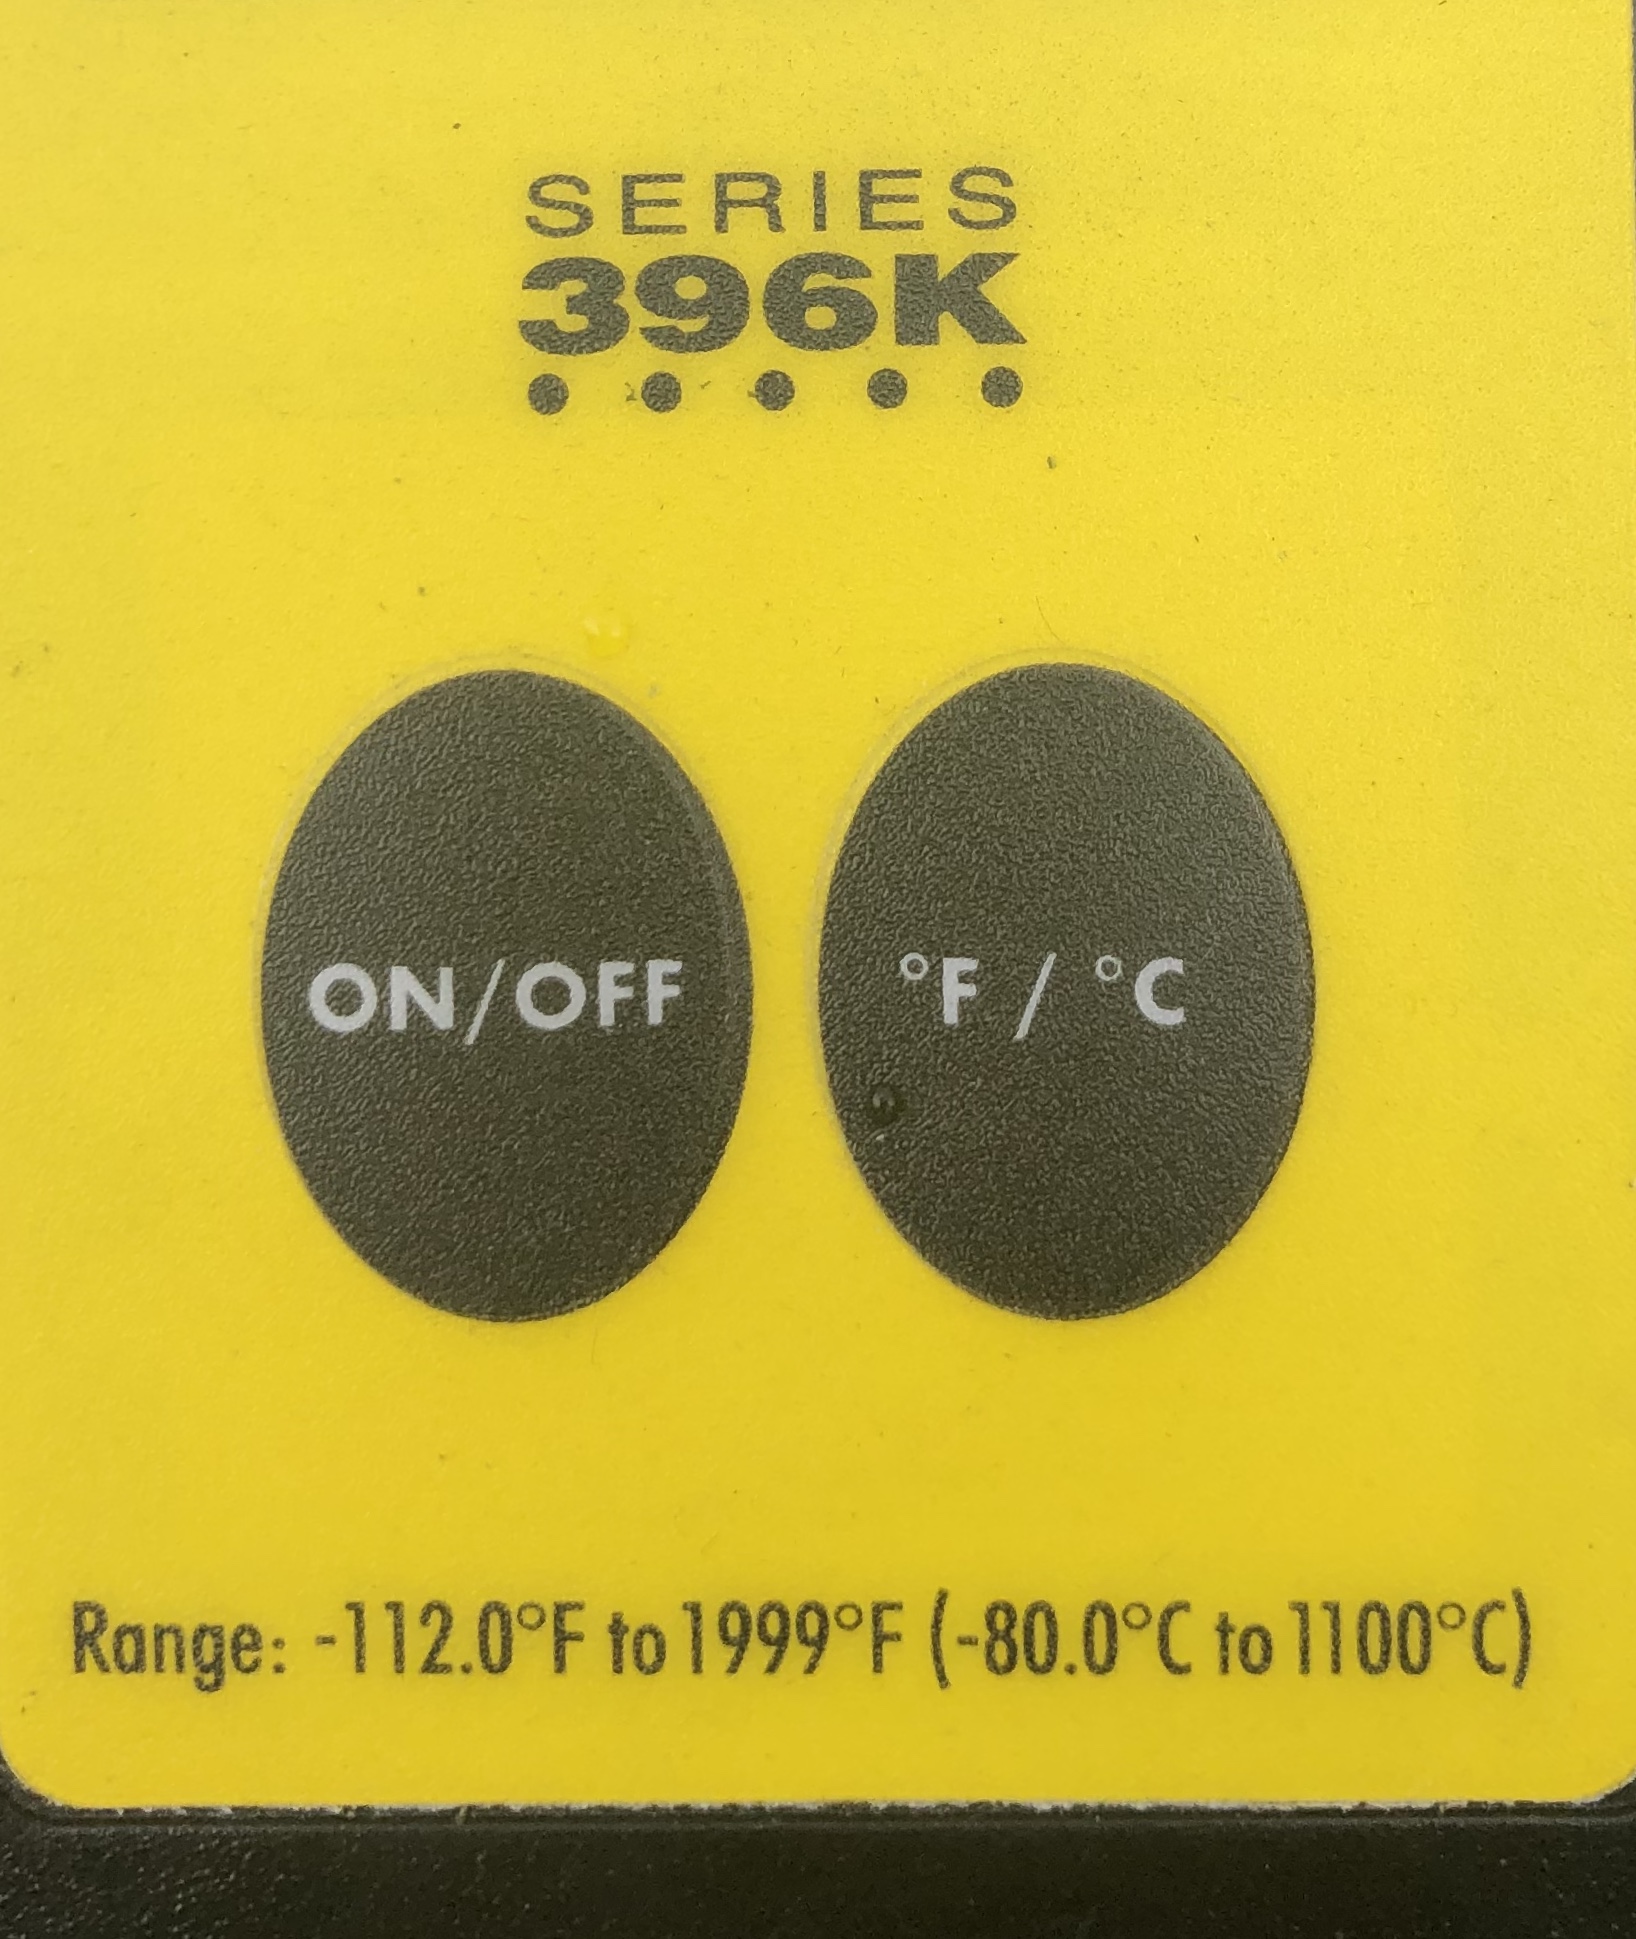 SERIES
396K
ON/OFF
°F / °C
Range: -112.0°F to 1999°F (-80.0°C to 1100°C)